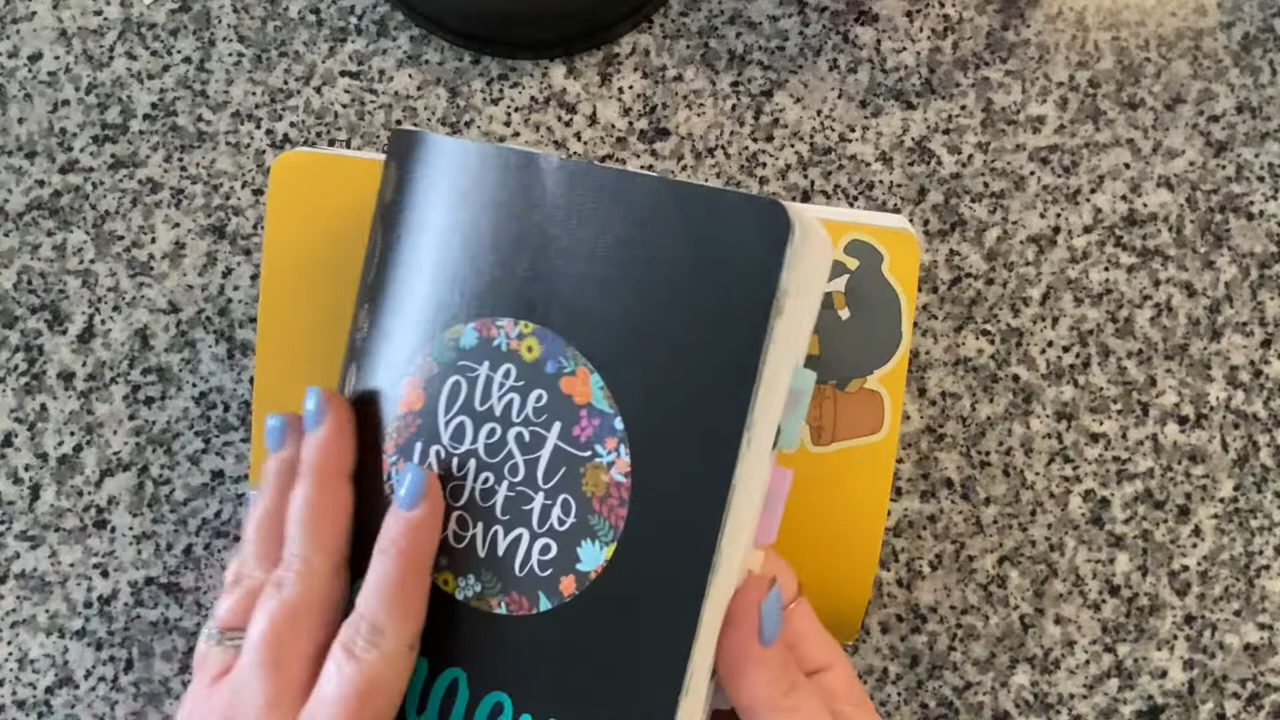 the
best
is yet to
come